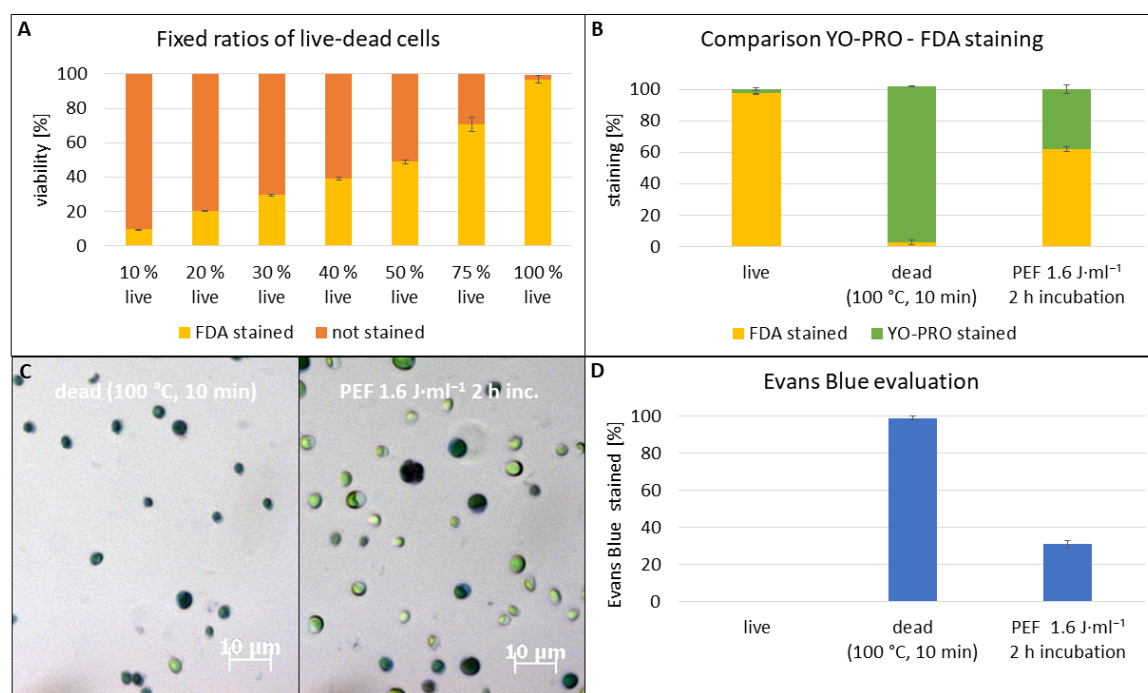 A
Fixed ratios of live-dead cells
viability [%]
100
80
60
40
20
0
10 % 20 % 30 % 40 % 50 % 75 % 100 %
live live live live live live live
FDA stained not stained
B
Comparison YO-PRO - FDA staining
staining [%]
100
80
60
40
20
0
live dead PEF 1.6 J·ml⁻¹
(100 °C, 10 min) 2 h incubation
FDA stained YO-PRO stained
C
dead (100 °C, 10 min) PEF 1.6 J·ml⁻¹ 2 h inc.
10 µm 10 µm
D
Evans Blue evaluation
Evans Blue stained [%]
100
80
60
40
20
0
live dead PEF 1.6 J·ml⁻¹
(100 °C, 10 min) 2 h incubation